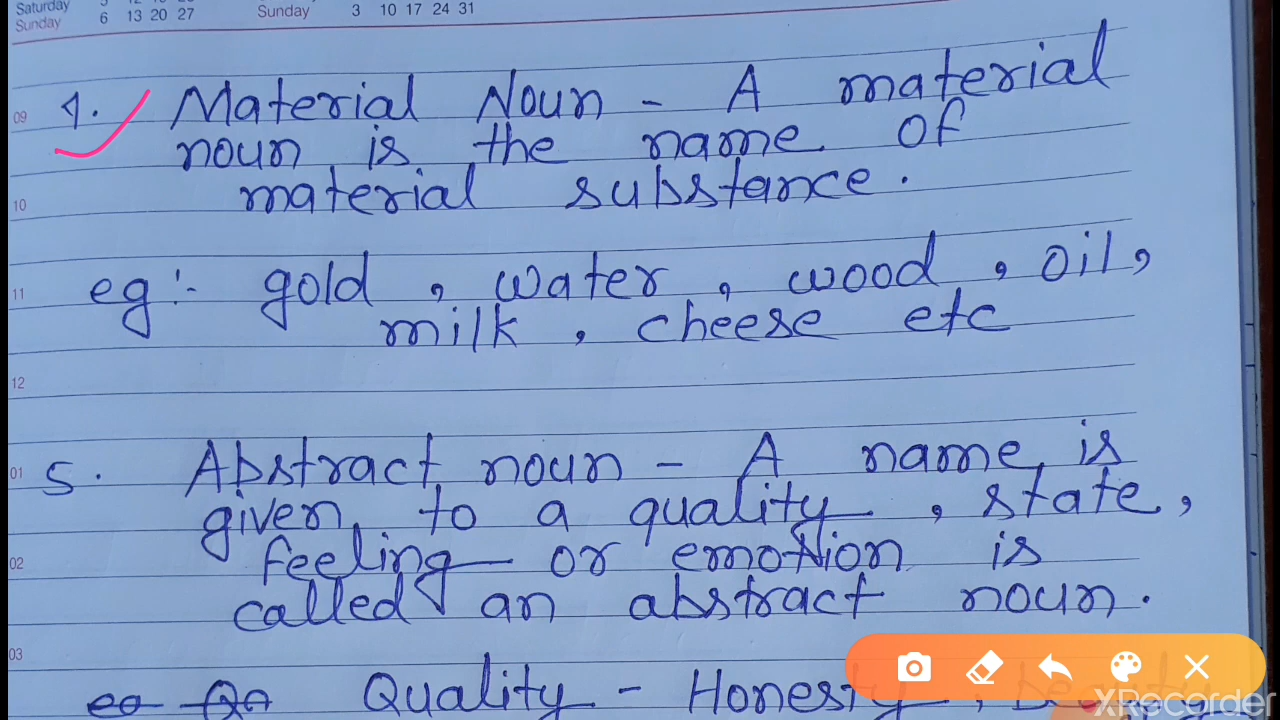 Saturday
Sunday 6 13 20 27
Sunday 3 10 17 24 31
09 4. Material Noun - A material
noun is the name of
10 material substance.
11 eg:- gold, water, wood, oil,
milk, cheese etc
12
01 5. Abstract noun - A name is
given to a quality, state,
02 feeling or emotion is
called an abstract noun.
03
eg Quality - Honesty,
XRecorder